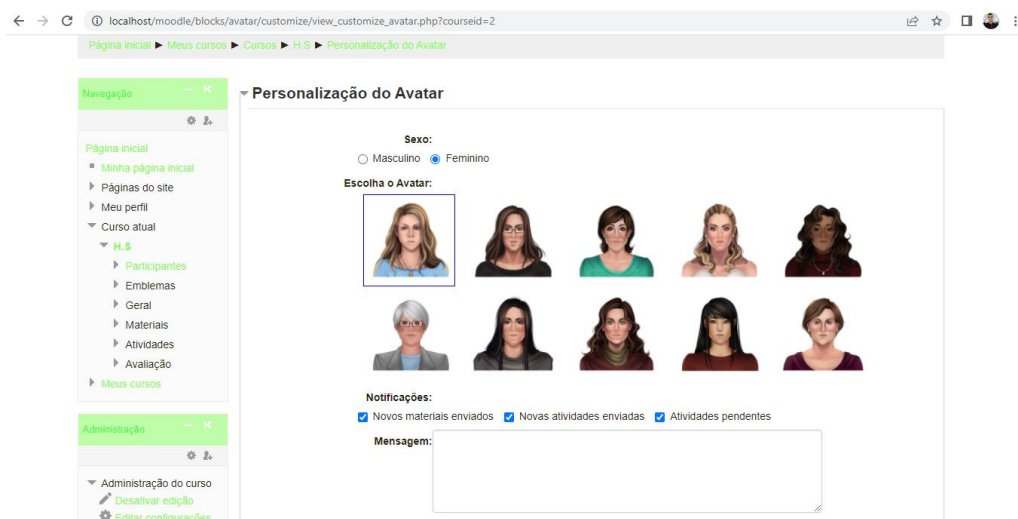 localhost/moodle/blocks/avatar/customize/view_customize_avatar.php?courseid=2
Página inicial ► Meus cursos ► Cursos ► H.S ► Personalização do Avatar
Navegação
Página inicial
Minha página inicial
Páginas do site
Meu perfil
Curso atual
H.S
Participantes
Emblemas
Geral
Materiais
Atividades
Avaliação
Meus cursos
Administração
Administração do curso
Desativar edição
Editar configurações
Personalização do Avatar
Sexo:
Masculino Feminino
Escolha o Avatar:
Notificações:
Novos materiais enviados Novas atividades enviadas Atividades pendentes
Mensagem: